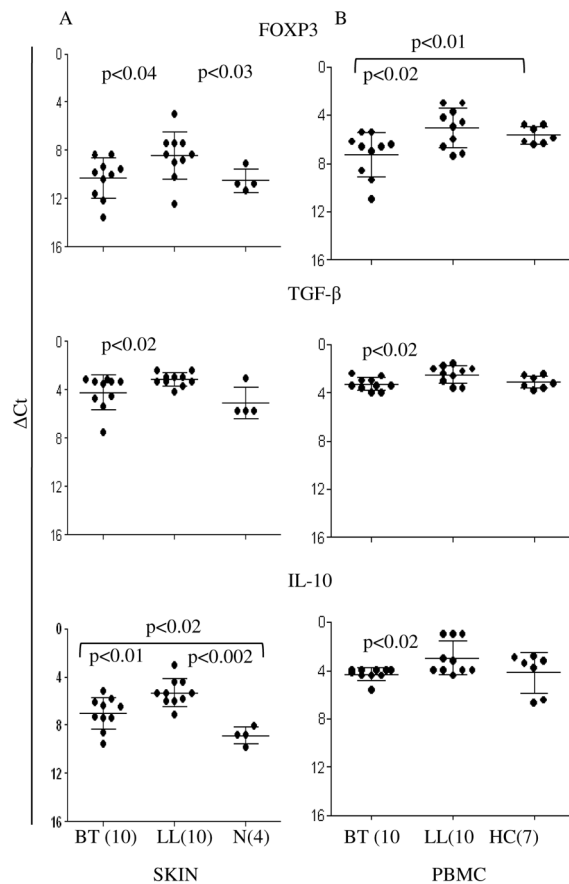 A
B
FOXP3
p<0.04
p<0.03
p<0.01
p<0.02
0
4
8
12
16
0
4
8
12
16
TGF-β
p<0.02
p<0.02
0
4
8
12
16
0
4
8
12
16
ΔCt
IL-10
p<0.02
p<0.01
p<0.002
p<0.02
0
4
8
12
16
0
4
8
12
16
BT (10)
LL(10)
N(4)
BT (10
LL(10
HC(7)
SKIN
PBMC